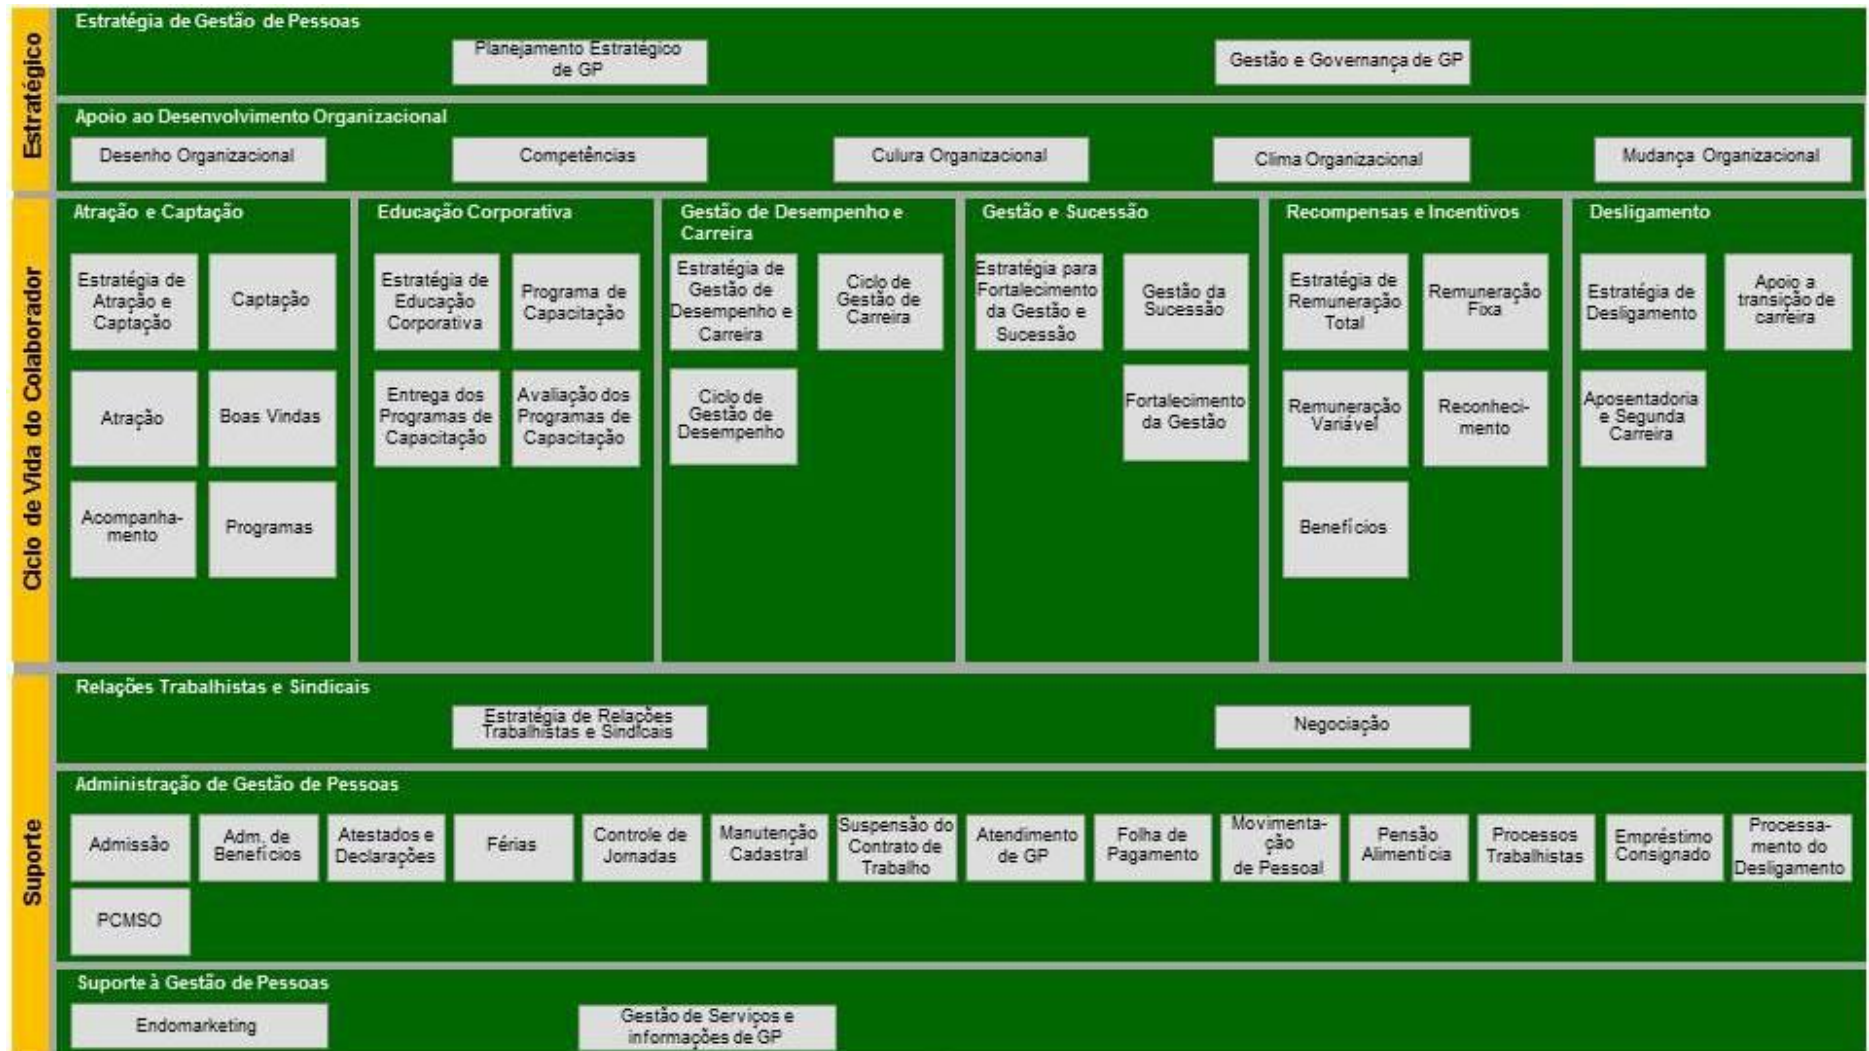 Estratégico
Estratégia de Gestão de Pessoas
Planejamento Estratégico
de GP
Gestão e Governança de GP
Apoio ao Desenvolvimento Organizacional
Desenho Organizacional
Competências
Culura Organizacional
Clima Organizacional
Mudança Organizacional
Ciclo de Vida do Colaborador
Atração e Captação
Estratégia de
Atração e
Captação
Captação
Atração
Boas Vindas
Acompanha-
mento
Programas
Educação Corporativa
Estratégia de
Educação
Corporativa
Programa de
Capacitação
Entrega dos
Programas de
Capacitação
Avaliação dos
Programas de
Capacitação
Gestão de Desempenho e
Carreira
Estratégia de
Gestão de
Desempenho e
Carreira
Ciclo de
Gestão de
Carreira
Ciclo de
Gestão de
Desempenho
Gestão e Sucessão
Estratégia para
Fortalecimento
da Gestão e
Sucessão
Gestão da
Sucessão
Fortalecimento
da Gestão
Recompensas e Incentivos
Estratégia de
Remuneração
Total
Remuneração
Fixa
Remuneração
Variável
Reconheci-
mento
Benefícios
Desligamento
Estratégia de
Desligamento
Apoio a
transição de
carreira
Aposentadoria
e Segunda
Carreira
Suporte
Relações Trabalhistas e Sindicais
Estratégia de Relações
Trabalhistas e Sindicais
Negociação
Administração de Gestão de Pessoas
Admissão
Adm. de
Benefícios
Atestados e
Declarações
Férias
Controle de
Jornadas
Manutenção
Cadastral
Suspensão do
Contrato de
Trabalho
Atendimento
de GP
Folha de
Pagamento
Movimenta-
ção
de Pessoal
Pensão
Alimentícia
Processos
Trabalhistas
Empréstimo
Consignado
Processa-
mento do
Desligamento
PCMSO
Suporte à Gestão de Pessoas
Endomarketing
Gestão de Serviços e
informações de GP